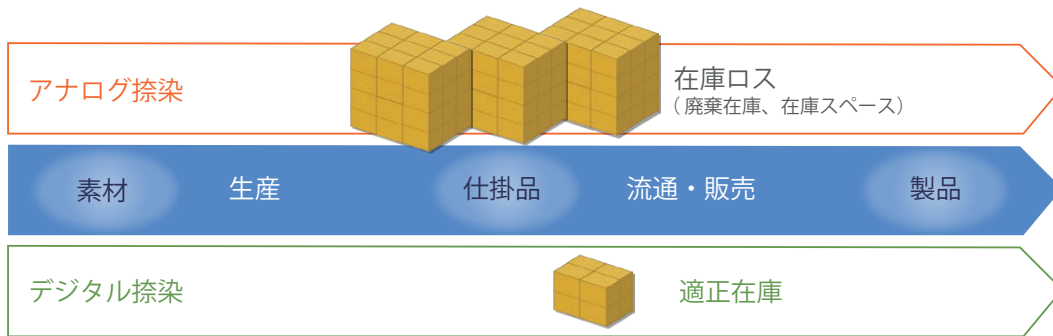 アナログ捺染
在庫ロス
（廃棄在庫、在庫スペース）
素材 生産 仕掛品 流通・販売 製品
デジタル捺染 適正在庫